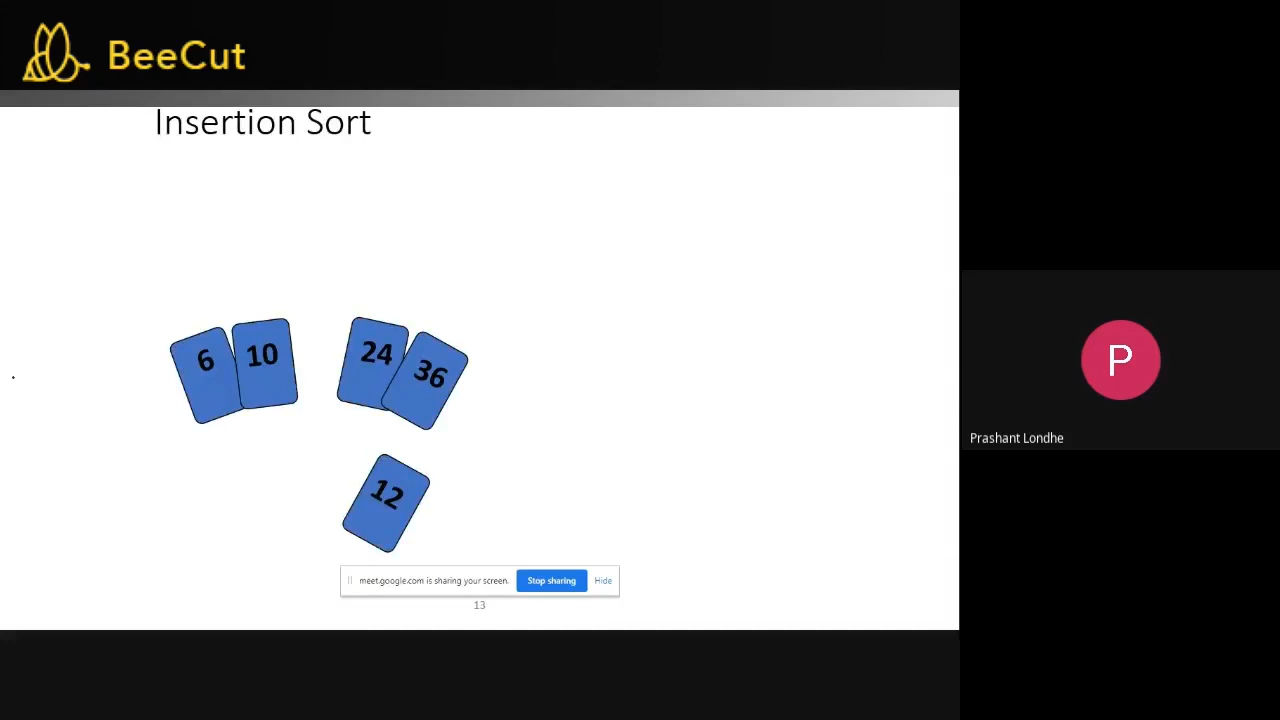 BeeCut
Insertion Sort
6 10 24 36
12
meet.google.com is sharing your screen. Stop sharing Hide
13
P
Prashant Londhe